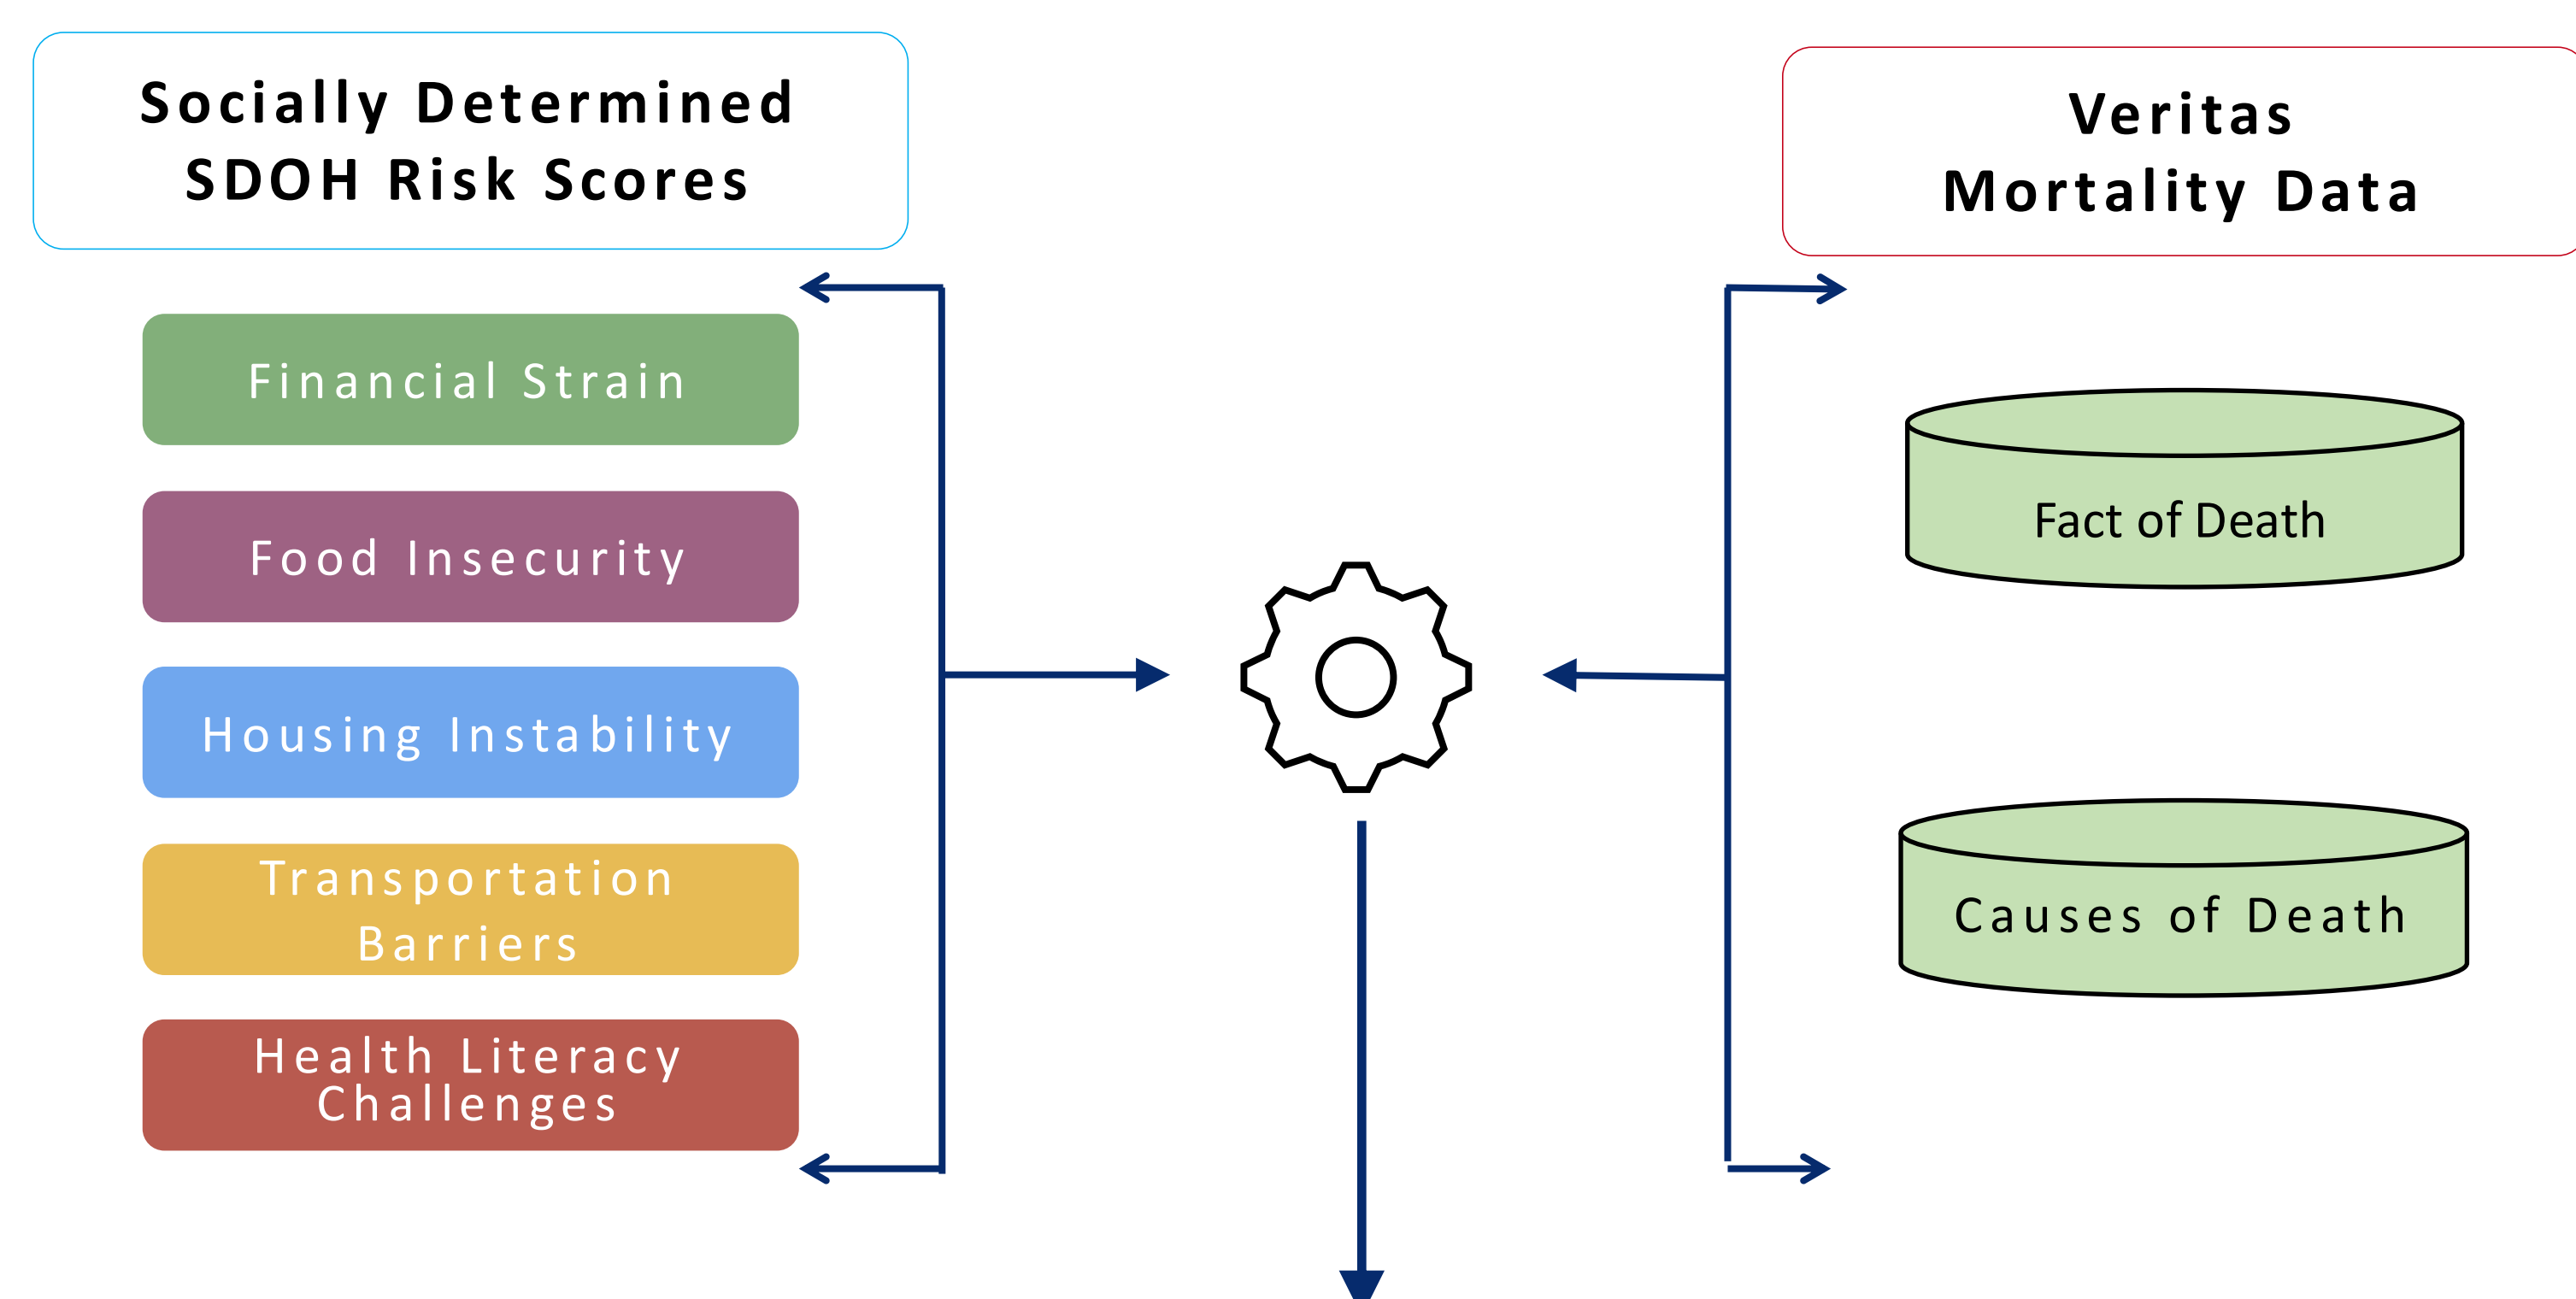 Socially Determined
SDOH Risk Scores
Financial Strain
Food Insecurity
Housing Instability
Transportation
Barriers
Health Literacy
Challenges
Veritas
Mortality Data
Fact of Death
Causes of Death